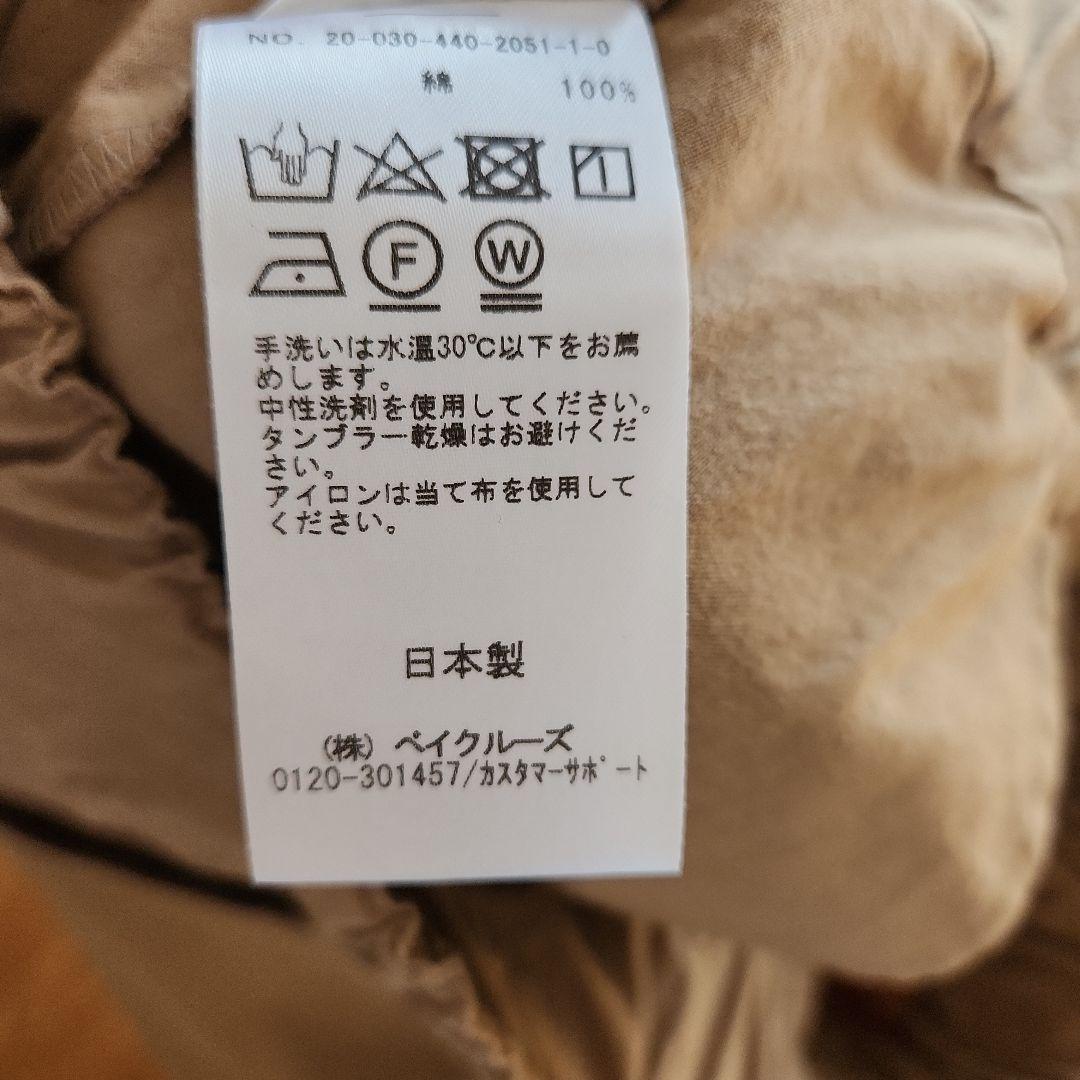 NO. 20-030-440-2051-1-0
綿 100%
F W
手洗いは水温30℃以下をお薦
めします。
中性洗剤を使用してください。
タンブラー乾燥はお避けくだ
さい。
アイロンは当て布を使用して
ください。
日本製
(株) ベイクルーズ
0120-301457/カスタマーサポート